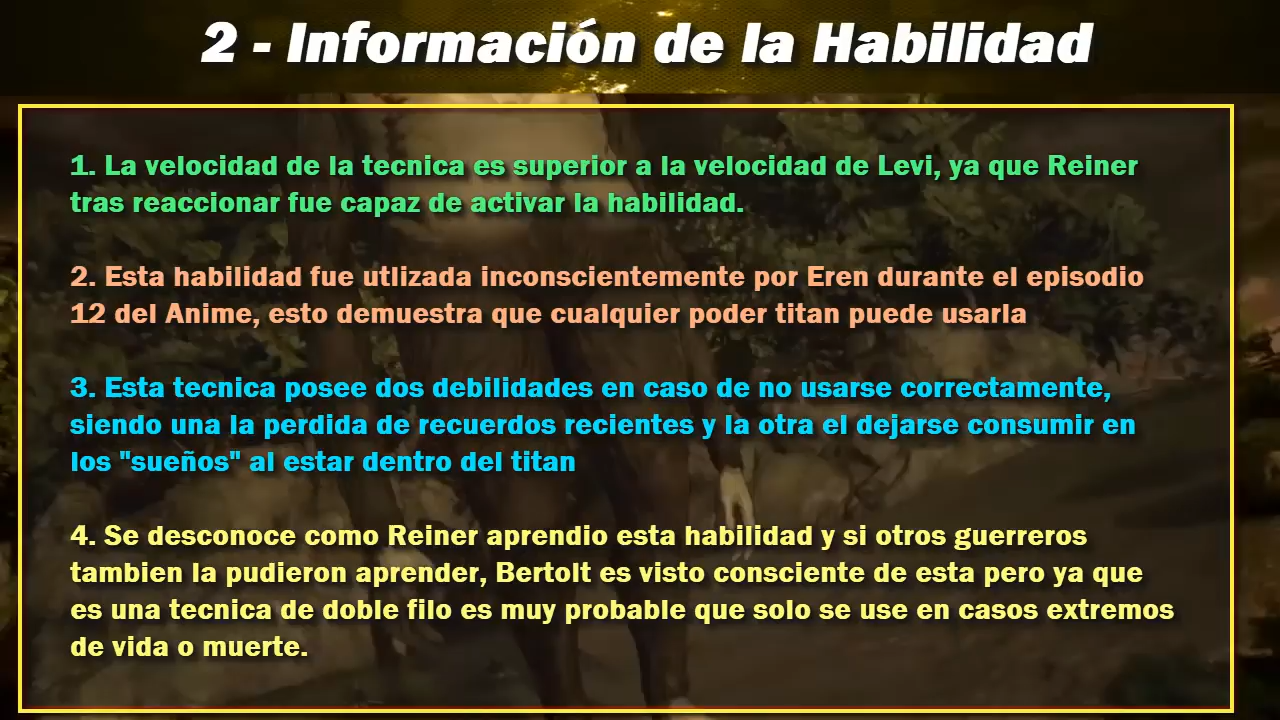 2 - Información de la Habilidad
1. La velocidad de la tecnica es superior a la velocidad de Levi, ya que Reiner
tras reaccionar fue capaz de activar la habilidad.
2. Esta habilidad fue utlizada inconscientemente por Eren durante el episodio
12 del Anime, esto demuestra que cualquier poder titan puede usarla
3. Esta tecnica posee dos debilidades en caso de no usarse correctamente,
siendo una la perdida de recuerdos recientes y la otra el dejarse consumir en
los "sueños" al estar dentro del titan
4. Se desconoce como Reiner aprendio esta habilidad y si otros guerreros
tambien la pudieron aprender, Bertolt es visto consciente de esta pero ya que
es una tecnica de doble filo es muy probable que solo se use en casos extremos
de vida o muerte.